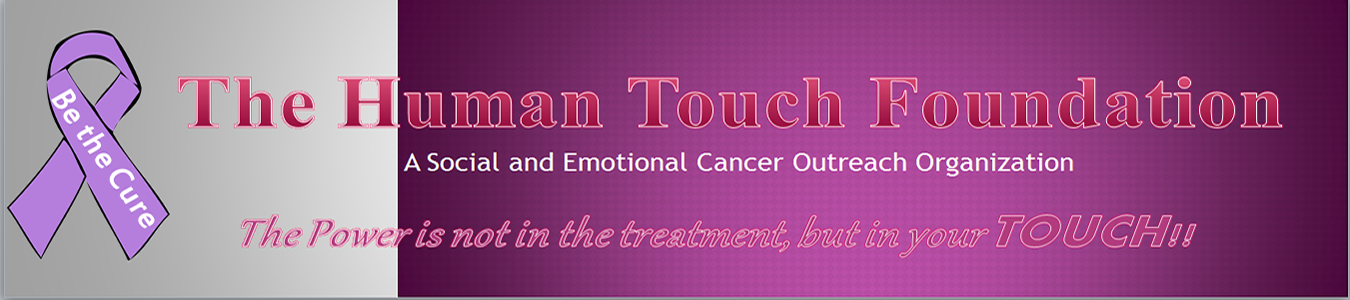 Be the Cure
The Human Touch Foundation
A Social and Emotional Cancer Outreach Organization
The Power is not in the treatment, but in your TOUCH!!